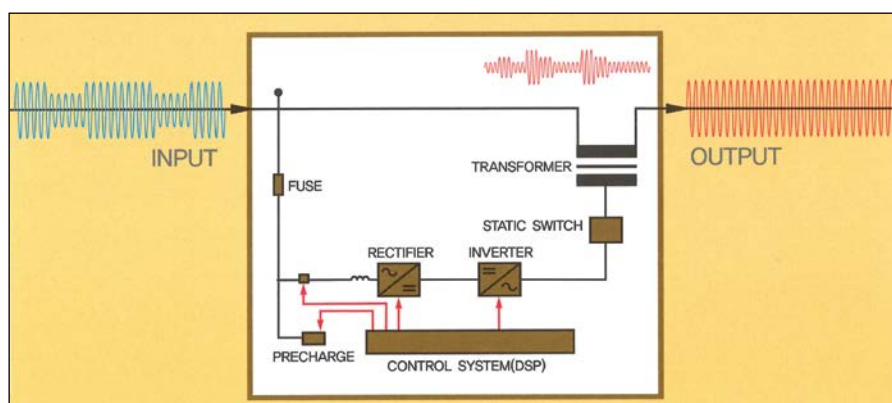 INPUT
FUSE
TRANSFORMER
OUTPUT
STATIC SWITCH
RECTIFIER
INVERTER
PRECHARGE
CONTROL SYSTEM(DSP)